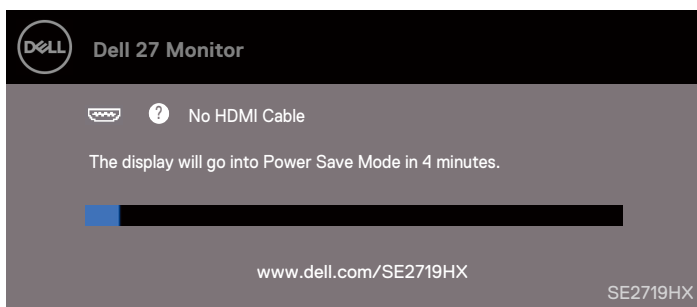 DELL
Dell 27 Monitor
? No HDMI Cable
The display will go into Power Save Mode in 4 minutes.
www.dell.com/SE2719HX
SE2719HX